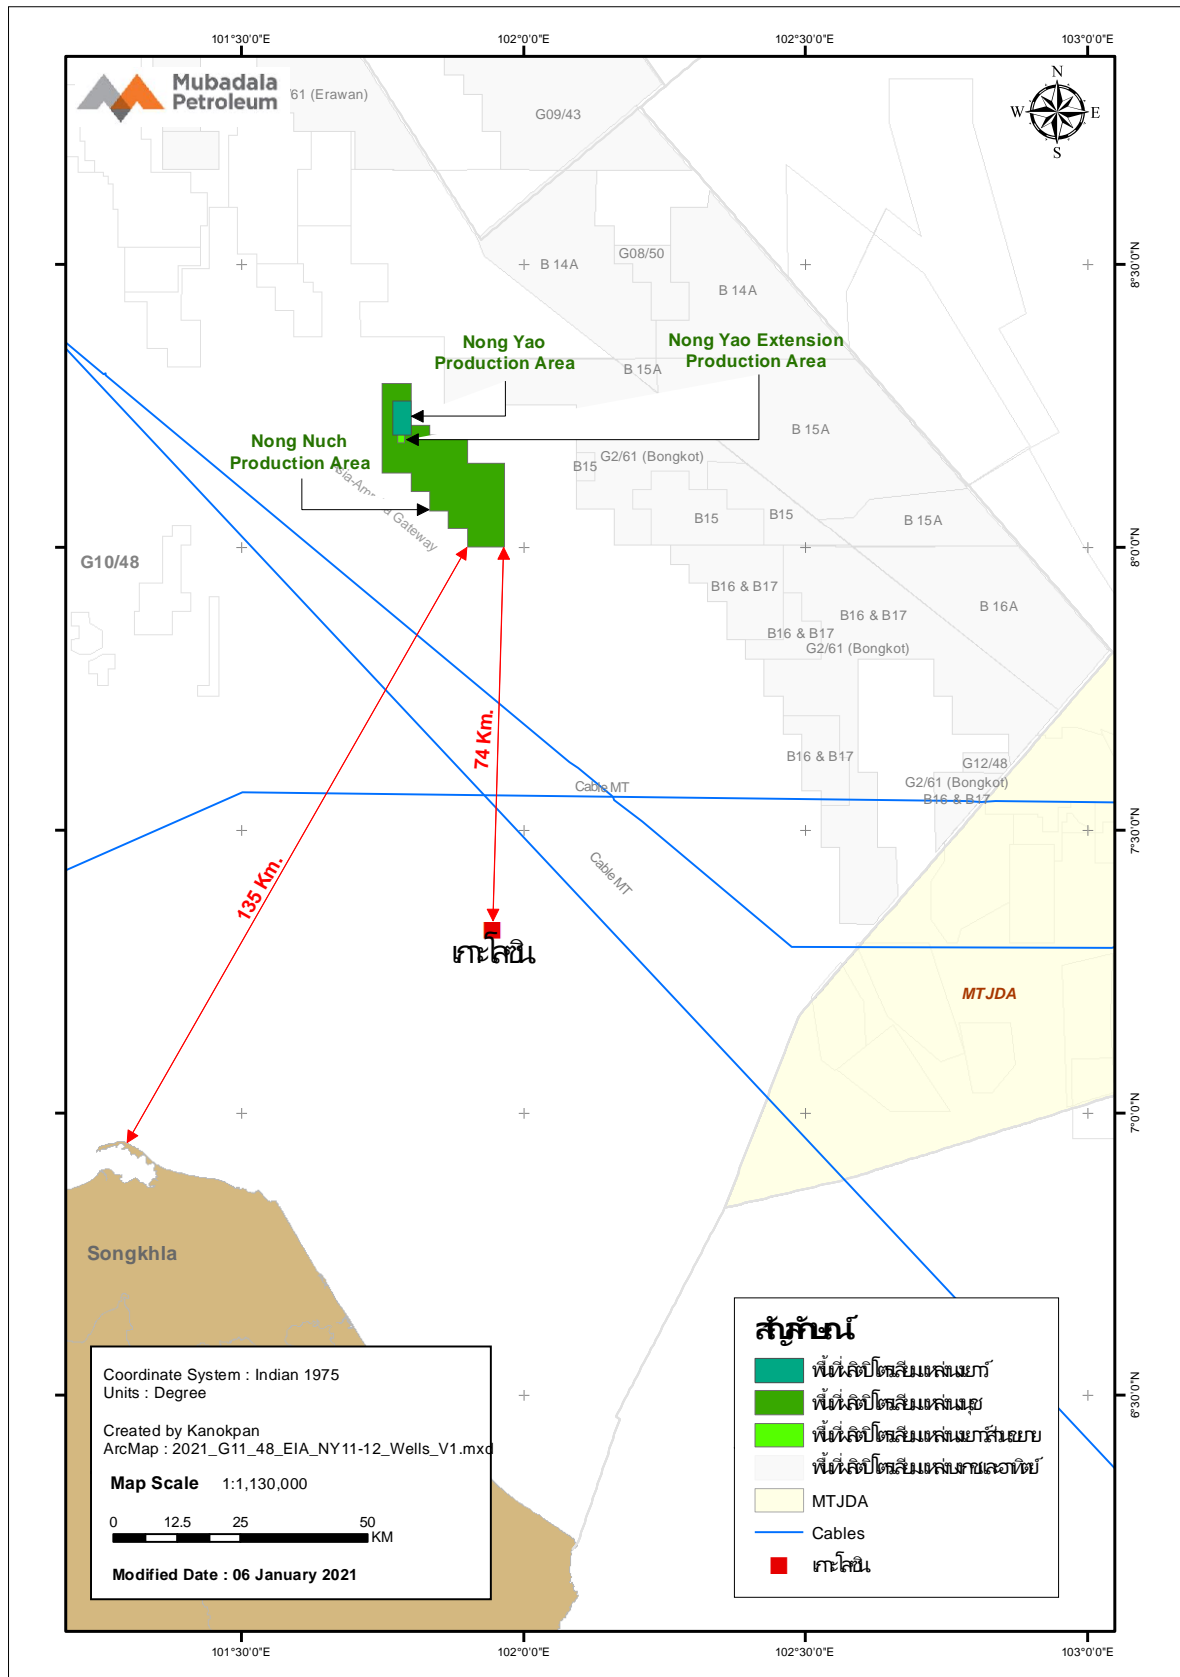 101°30'0"E
102°0'0"E
102°30'0"E
103°0'0"E
Mubadala
Petroleum
/61 (Erawan)
G09/43
N
W
E
S
G08/50
B 14A
B 14A
8°30'0"N
Nong Yao
Production Area
Nong Yao Extension
Production Area
B 15A
B 15A
Nong Nuch
Production Area
G2/61 (Bongkot)
B15
Gateway
B15
B15
B 15A
8°0'0"N
G10/48
B16 & B17
B 16A
B16 & B17
B16 & B17
G2/61 (Bongkot)
74 Km.
B16 & B17
G12/48
G2/61 (Bongkot)
B16 & B17
Cable MT
7°30'0"N
Cable MT
135 Km.
เกาะโลซิน
MTJDA
7°0'0"N
Songkhla
สัญลักษณ์
พื้นที่ผลิตปิโตรเลียมแหล่งนงเยาว์
พื้นที่ผลิตปิโตรเลียมแหล่งนงนุช
พื้นที่ผลิตปิโตรเลียมแหล่งนงเยาว์ส่วนขยาย
พื้นที่ผลิตปิโตรเลียมแหล่งบงกชและอาทิตย์
MTJDA
Cables
เกาะโลซิน
6°30'0"N
Coordinate System : Indian 1975
Units : Degree
Created by Kanokpan
ArcMap : 2021_G11_48_EIA_NY11-12_Wells_V1.mxd
Map Scale 1:1,130,000
0 12.5 25 50
KM
Modified Date : 06 January 2021
101°30'0"E
102°0'0"E
102°30'0"E
103°0'0"E